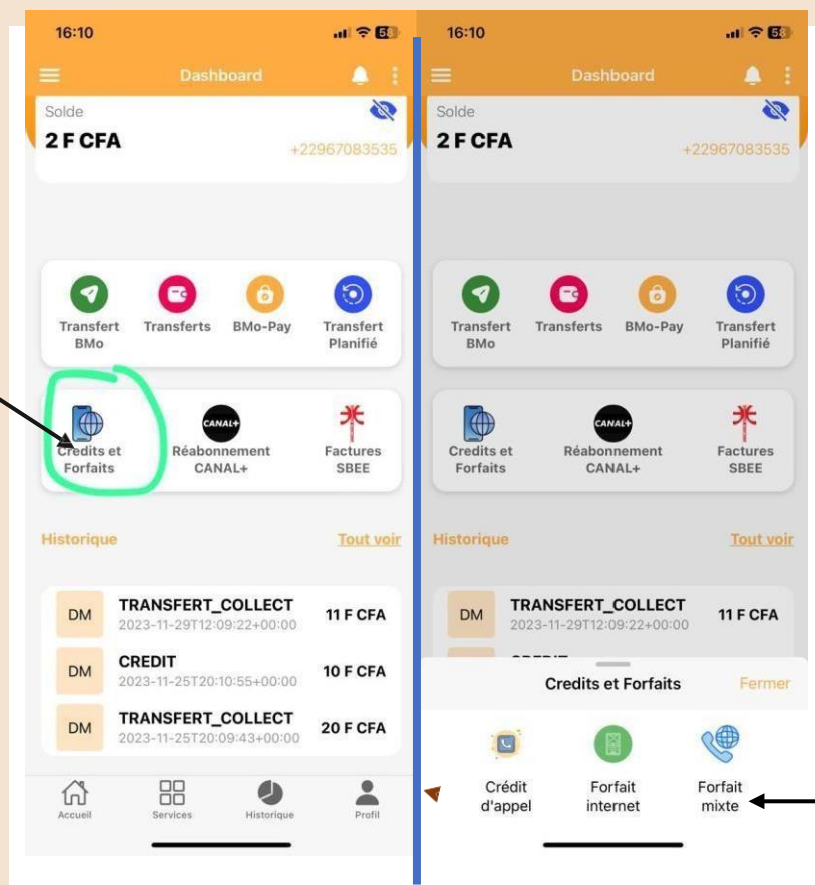 16:10
58
Dashboard
Solde
2 F CFA
+22967083535
Transfert
BMo
Transferts
BMo-Pay
Transfert
Planifié
Credits et
Forfaits
CANAL+
Réabonnement
CANAL+
Factures
SBEE
Historique
Tout voir
DM
TRANSFERT_COLLECT
2023-11-29T12:09:22+00:00
11 F CFA
DM
CREDIT
2023-11-25T20:10:55+00:00
10 F CFA
DM
TRANSFERT_COLLECT
2023-11-25T20:09:43+00:00
20 F CFA
Accueil
Services
Historique
Profil
16:10
58
Dashboard
Solde
2 F CFA
+22967083535
Transfert
BMo
Transferts
BMo-Pay
Transfert
Planifié
Credits et
Forfaits
CANAL+
Réabonnement
CANAL+
Factures
SBEE
Historique
Tout voir
DM
TRANSFERT_COLLECT
2023-11-29T12:09:22+00:00
11 F CFA
Credits et Forfaits
Fermer
Crédit
d'appel
Forfait
internet
Forfait
mixte